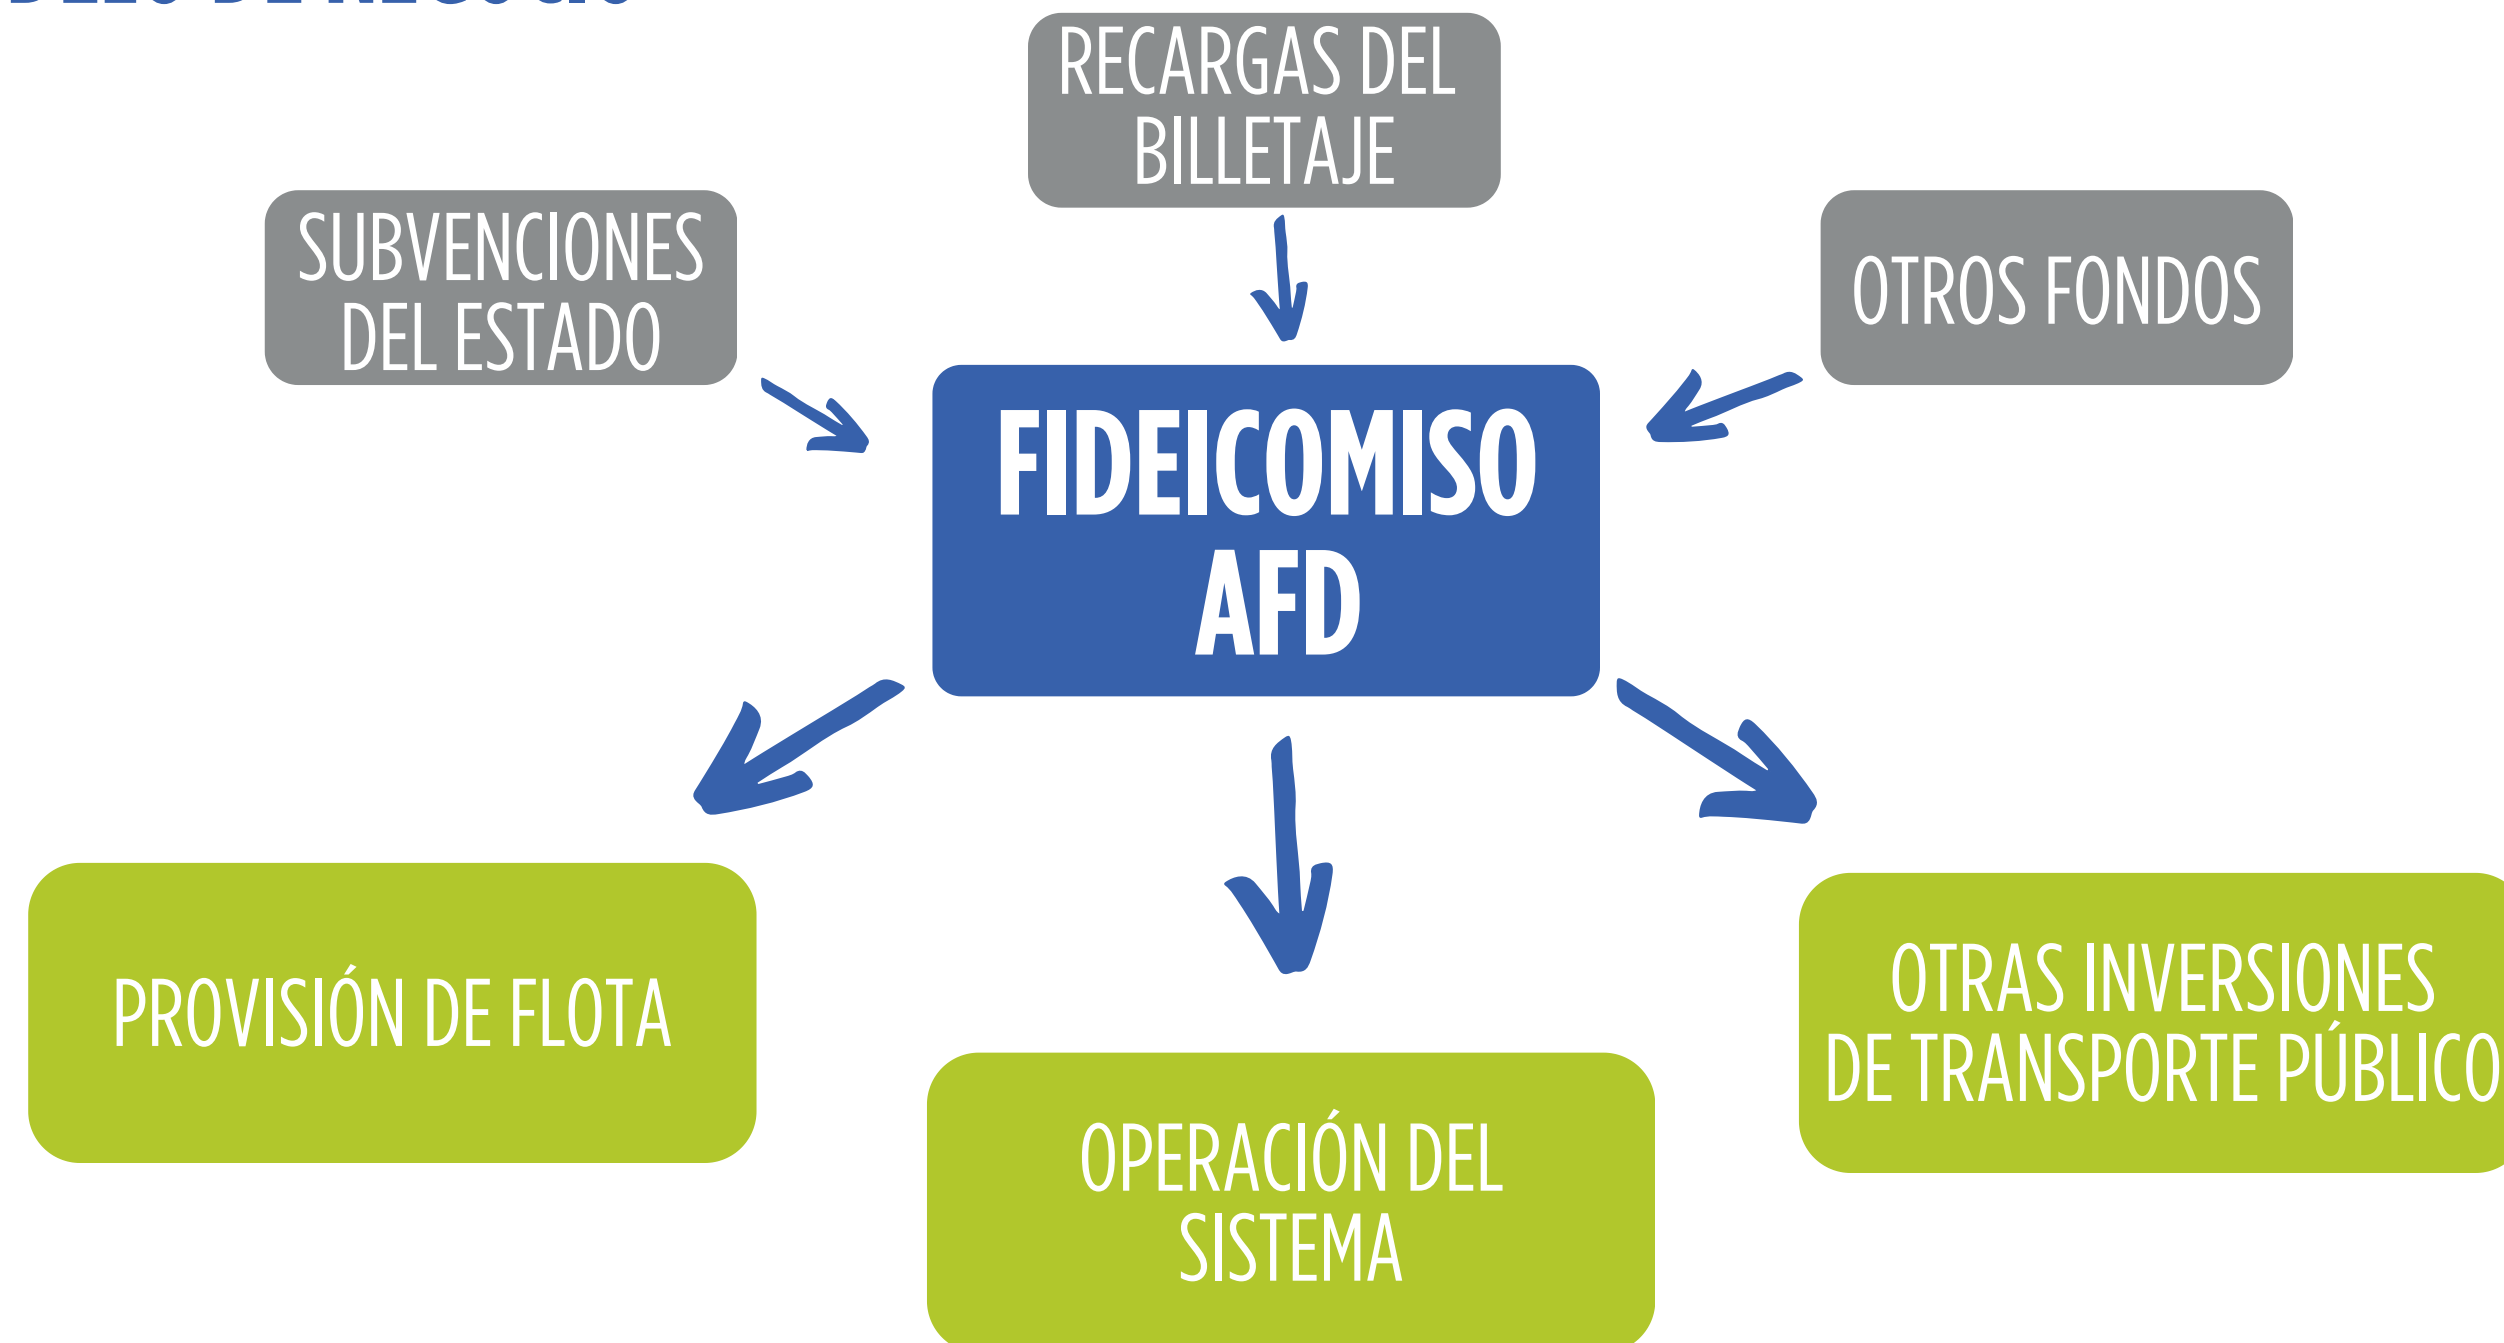 RECARGAS DEL
BILLETAJE
SUBVENCIONES
DEL ESTADO
OTROS FONDOS
FIDEICOMISO
AFD
PROVISIÓN DE FLOTA
OTRAS INVERSIONES
DE TRANSPORTE PÚBLICO
OPERACIÓN DEL
SISTEMA